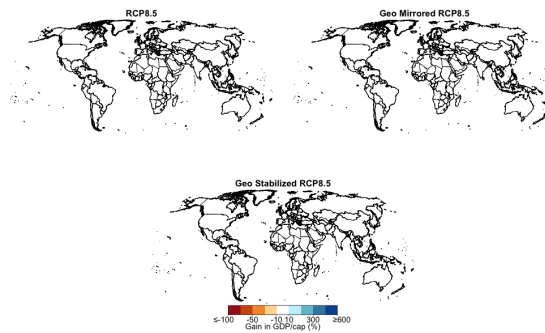 RCP8.5
Geo Mirrored RCP8.5
Geo Stabilized RCP8.5
≤-100 -50 -10 10 300 ≥600
Gain in GDP/cap (%)